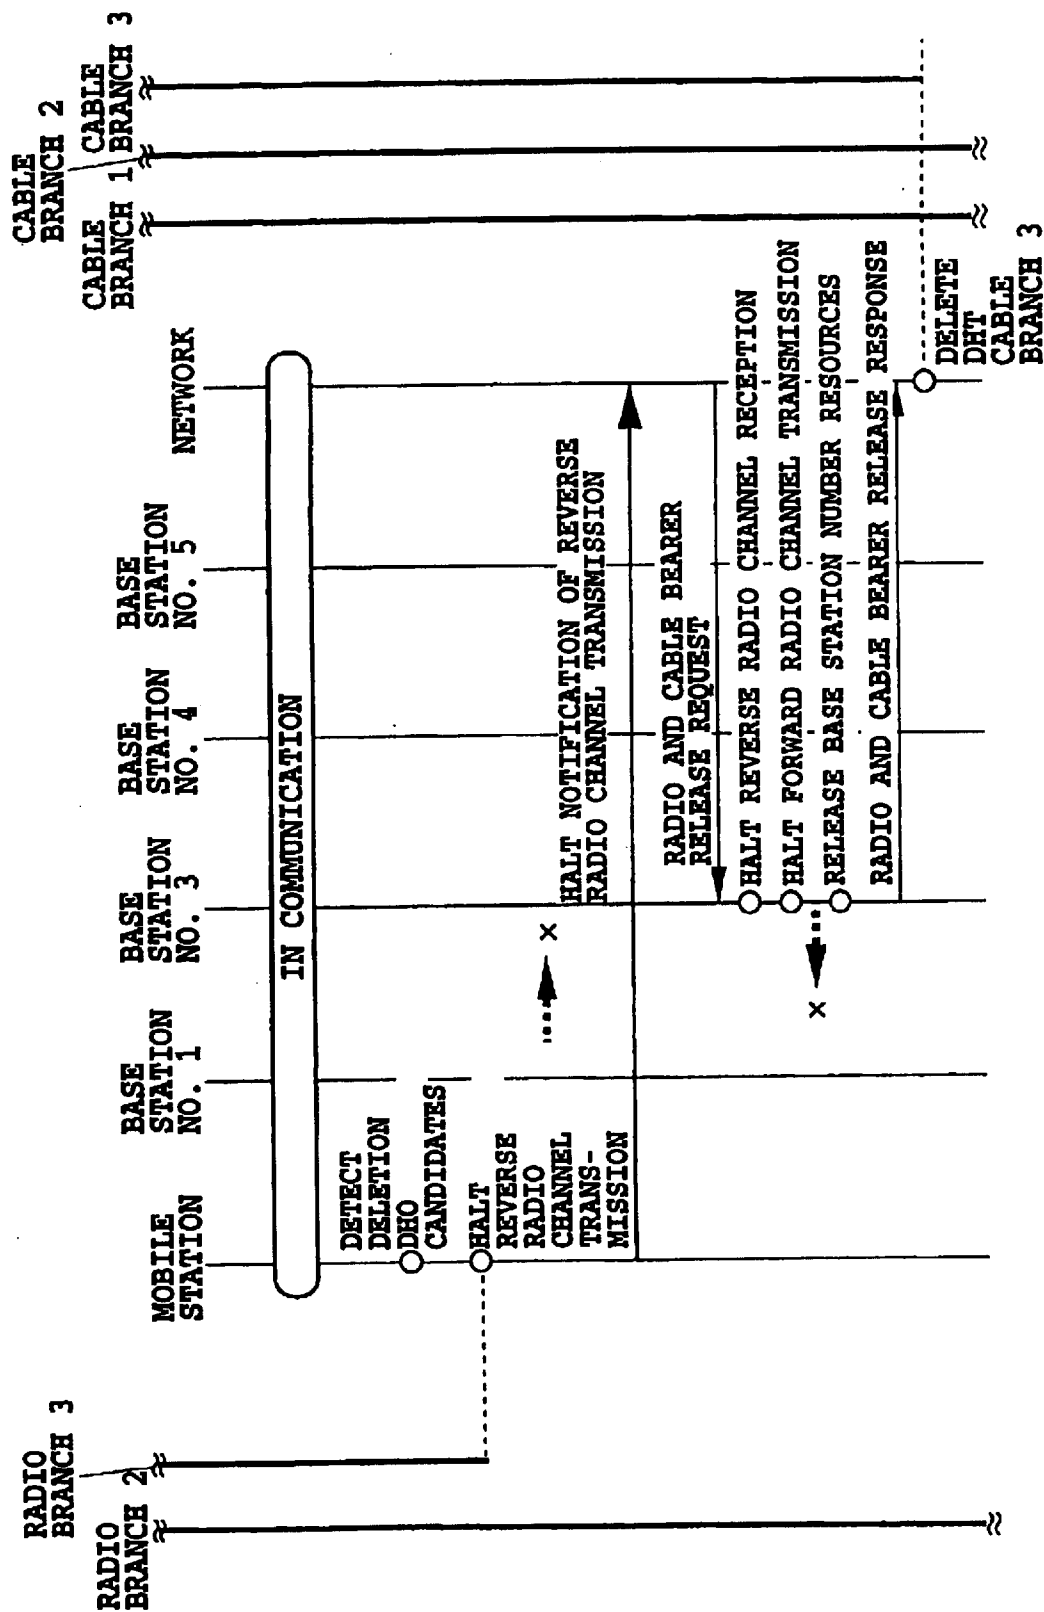 RADIO
BRANCH 3
RADIO
BRANCH 2
MOBILE
STATION
BASE
STATION
NO. 1
BASE
STATION
NO. 3
BASE
STATION
NO. 4
BASE
STATION
NO. 5
NETWORK
CABLE
BRANCH 1
CABLE
BRANCH 2
CABLE
BRANCH 3
IN COMMUNICATION
DETECT
DELETION
DHO
CANDIDATES
HALT
REVERSE
RADIO
CHANNEL
TRANS-
MISSION
×
HALT NOTIFICATION OF REVERSE
RADIO CHANNEL TRANSMISSION
RADIO AND CABLE BEARER
RELEASE REQUEST
HALT REVERSE RADIO CHANNEL RECEPTION
HALT FORWARD RADIO CHANNEL TRANSMISSION
×
RELEASE BASE STATION NUMBER RESOURCES
RADIO AND CABLE BEARER RELEASE RESPONSE
DELETE
DHT
CABLE
BRANCH 3